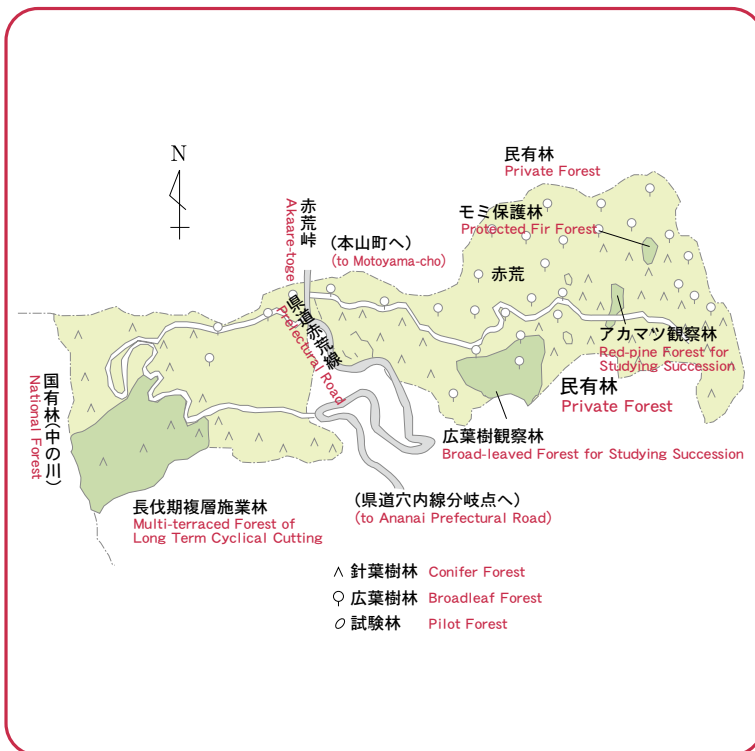 N
民有林
Private Forest
赤荒峠
Akaare-toge
モミ保護林
Protected Fir Forest
(本山町へ)
(to Motoyama-cho)
赤荒
県道赤荒線
Prefectural Road
アカマツ観察林
Red-pine Forest for
Studying Succession
国有林(中の川)
National Forest
民有林
Private Forest
広葉樹観察林
Broad-leaved Forest for Studying Succession
長伐期複層施業林
Multi-terraced Forest of
Long Term Cyclical Cutting
(県道穴内線分岐点へ)
(to Ananai Prefectural Road)
針葉樹林 Conifer Forest
広葉樹林 Broadleaf Forest
試験林 Pilot Forest